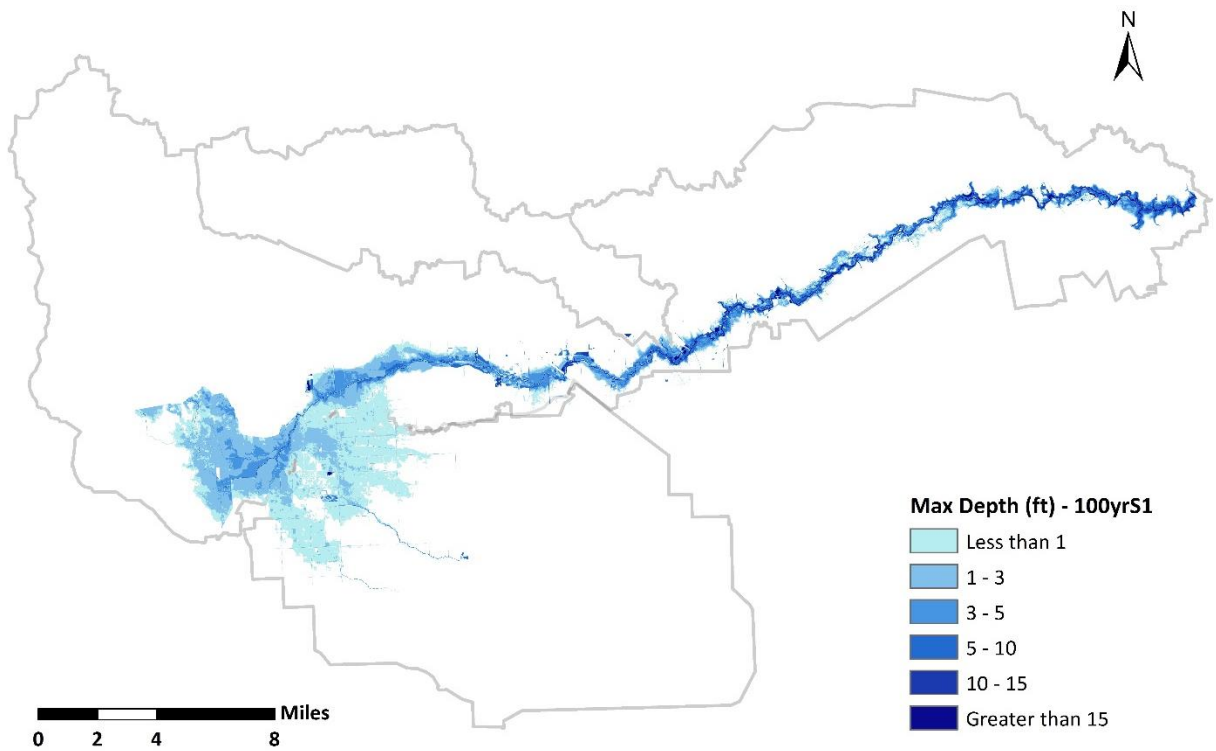 N
Max Depth (ft) - 100yrS1
Less than 1
1 - 3
3 - 5
5 - 10
10 - 15
Greater than 15
Miles
0 2 4 8